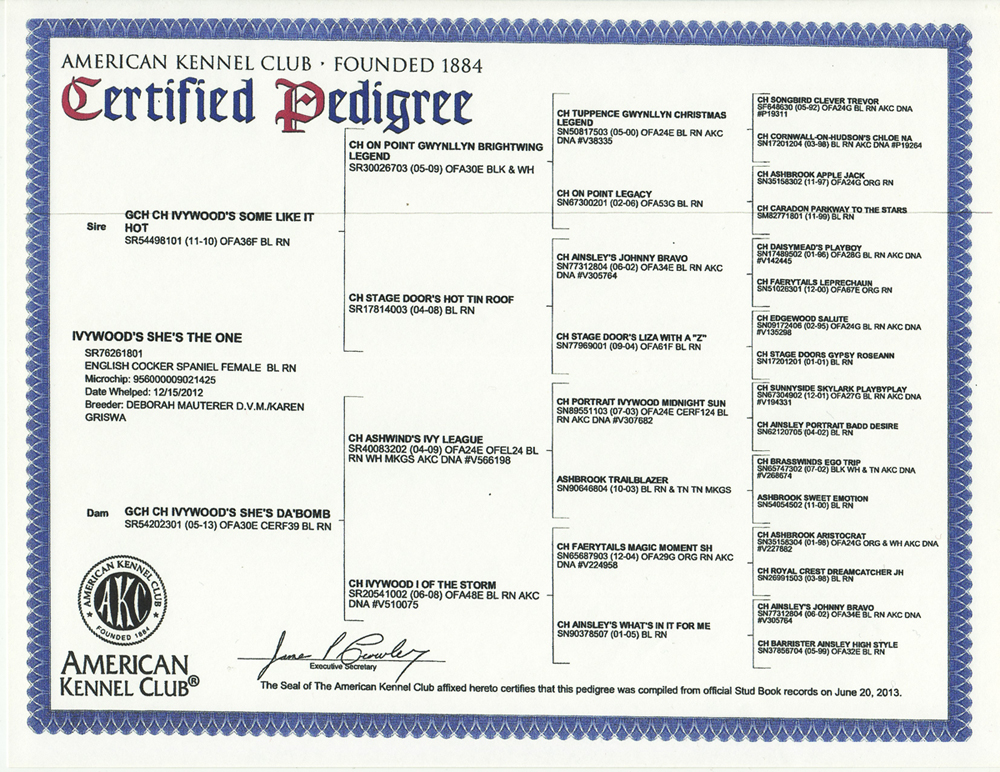 AMERICAN KENNEL CLUB · FOUNDED 1884
Certified Pedigree
Sire
GCH CH IVYWOOD'S SOME LIKE IT
HOT
SR54498101 (11-10) OFA36F BL RN
IVYWOOD'S SHE'S THE ONE
SR76261801
ENGLISH COCKER SPANIEL FEMALE BL RN
Microchip: 956000009021425
Date Whelped: 12/15/2012
Breeder: DEBORAH MAUTERER D.V.M./KAREN
GRISWA
Dam
GCH CH IVYWOOD'S SHE'S DA'BOMB
SR54202301 (05-13) OFA30E CERF39 BL RN
CH ON POINT GWYNLLYN BRIGHTWING
LEGEND
SR30026703 (05-09) OFA30E BLK & WH
CH STAGE DOOR'S HOT TIN ROOF
SR17814003 (04-08) BL RN
CH ASHWIND'S IVY LEAGUE
SR40083202 (04-09) OFA24E OFEL24 BL
RN WH MKGS AKC DNA #V566198
CH IVYWOOD I OF THE STORM
SR20541002 (06-08) OFA48E BL RN AKC
DNA #V510075
CH TUPPENCE GWYNLLYN CHRISTMAS
LEGEND
SN50817503 (05-00) OFA24E BL RN AKC
DNA #V38335
CH ON POINT LEGACY
SN67300201 (02-06) OFA53G BL RN
CH AINSLEY'S JOHNNY BRAVO
SN77312804 (06-02) OFA34E BL RN AKC
DNA #V305764
CH STAGE DOOR'S LIZA WITH A "Z"
SN77969001 (09-04) OFA61F BL RN
CH PORTRAIT IVYWOOD MIDNIGHT SUN
SN89551103 (07-03) OFA24E CERF124 BL
RN AKC DNA #V307682
ASHBROOK TRAILBLAZER
SN90646804 (10-03) BL RN & TN TN MKGS
CH FAERYTAILS MAGIC MOMENT SH
SN65687903 (12-04) OFA29G ORG RN AKC
DNA #V224958
CH AINSLEY'S WHAT'S IN IT FOR ME
SN90378507 (01-05) BL RN
CH SONGBIRD CLEVER TREVOR
SF648630 (05-92) OFA24G BL RN AKC DNA
#P19311
CH CORNWALL-ON-HUDSON'S CHLOE NA
SN17201204 (03-98) BL RN AKC DNA #P19264
CH ASHBROOK APPLE JACK
SN35158302 (11-97) OFA24G ORG RN
CH CARADON PARKWAY TO THE STARS
SM82771801 (11-99) BL RN
CH DAISYMEAD'S PLAYBOY
SN17489502 (01-96) OFA28G BL RN AKC DNA
#V142445
CH FAERYTAILS LEPRECHAUN
SN51026301 (12-00) OFA67E ORG RN
CH EDGEWOOD SALUTE
SN09172406 (02-95) OFA24G BL RN AKC DNA
#V135298
CH STAGE DOORS GYPSY ROSEANN
SN17201201 (01-01) BL RN
CH SUNNYSIDE SKYLARK PLAYBYPLAY
SN67304902 (12-01) OFA27G BL RN AKC DNA
#V194331
CH AINSLEY PORTRAIT BADD DESIRE
SN62120705 (04-02) BL RN
CH BRASSWINDS EGO TRIP
SN65747302 (07-02) BLK WH & TN AKC DNA
#V268674
ASHBROOK SWEET EMOTION
SN54054502 (11-00) BL RN
CH ASHBROOK ARISTOCRAT
SN35158304 (01-98) OFA24G ORG & WH AKC DNA
#V227682
CH ROYAL CREST DREAMCATCHER JH
SN26991503 (03-98) BL RN
CH AINSLEY'S JOHNNY BRAVO
SN77312804 (06-02) OFA34E BL RN AKC DNA
#V305764
CH BARRISTER AINSLEY HIGH STYLE
SN37856704 (05-99) OFA32E BL RN
AMERICAN KENNEL CLUB
AKC
FOUNDED 1884
AMERICAN
KENNEL CLUB®
James P Crowley
Executive Secretary
The Seal of The American Kennel Club affixed hereto certifies that this pedigree was compiled from official Stud Book records on June 20, 2013.